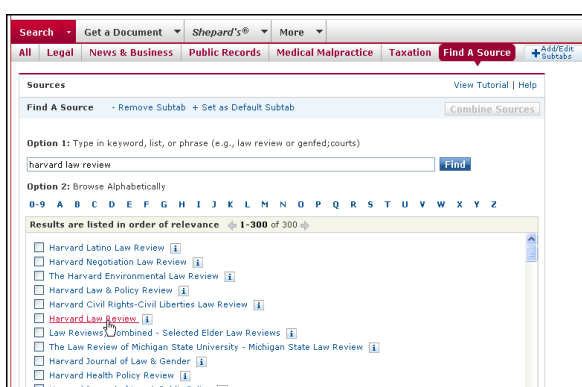 Search Get a Document Shepard's® More
All Legal News & Business Public Records Medical Malpractice Taxation Find A Source Add/Edit Subtabs
Sources View Tutorial | Help
Find A Source - Remove Subtab + Set as Default Subtab Combine Sources
Option 1: Type in keyword, list, or phrase (e.g., law review or genfed;courts)
harvard law review Find
Option 2: Browse Alphabetically
0-9 A B C D E F G H I J K L M N O P Q R S T U V W X Y Z
Results are listed in order of relevance 1-300 of 300
Harvard Latino Law Review
Harvard Negotiation Law Review
The Harvard Environmental Law Review
Harvard Law & Policy Review
Harvard Civil Rights-Civil Liberties Law Review
Harvard Law Review
Law Reviews, Combined - Selected Elder Law Reviews
The Law Review of Michigan State University - Michigan State Law Review
Harvard Journal of Law & Gender
Harvard Health Policy Review